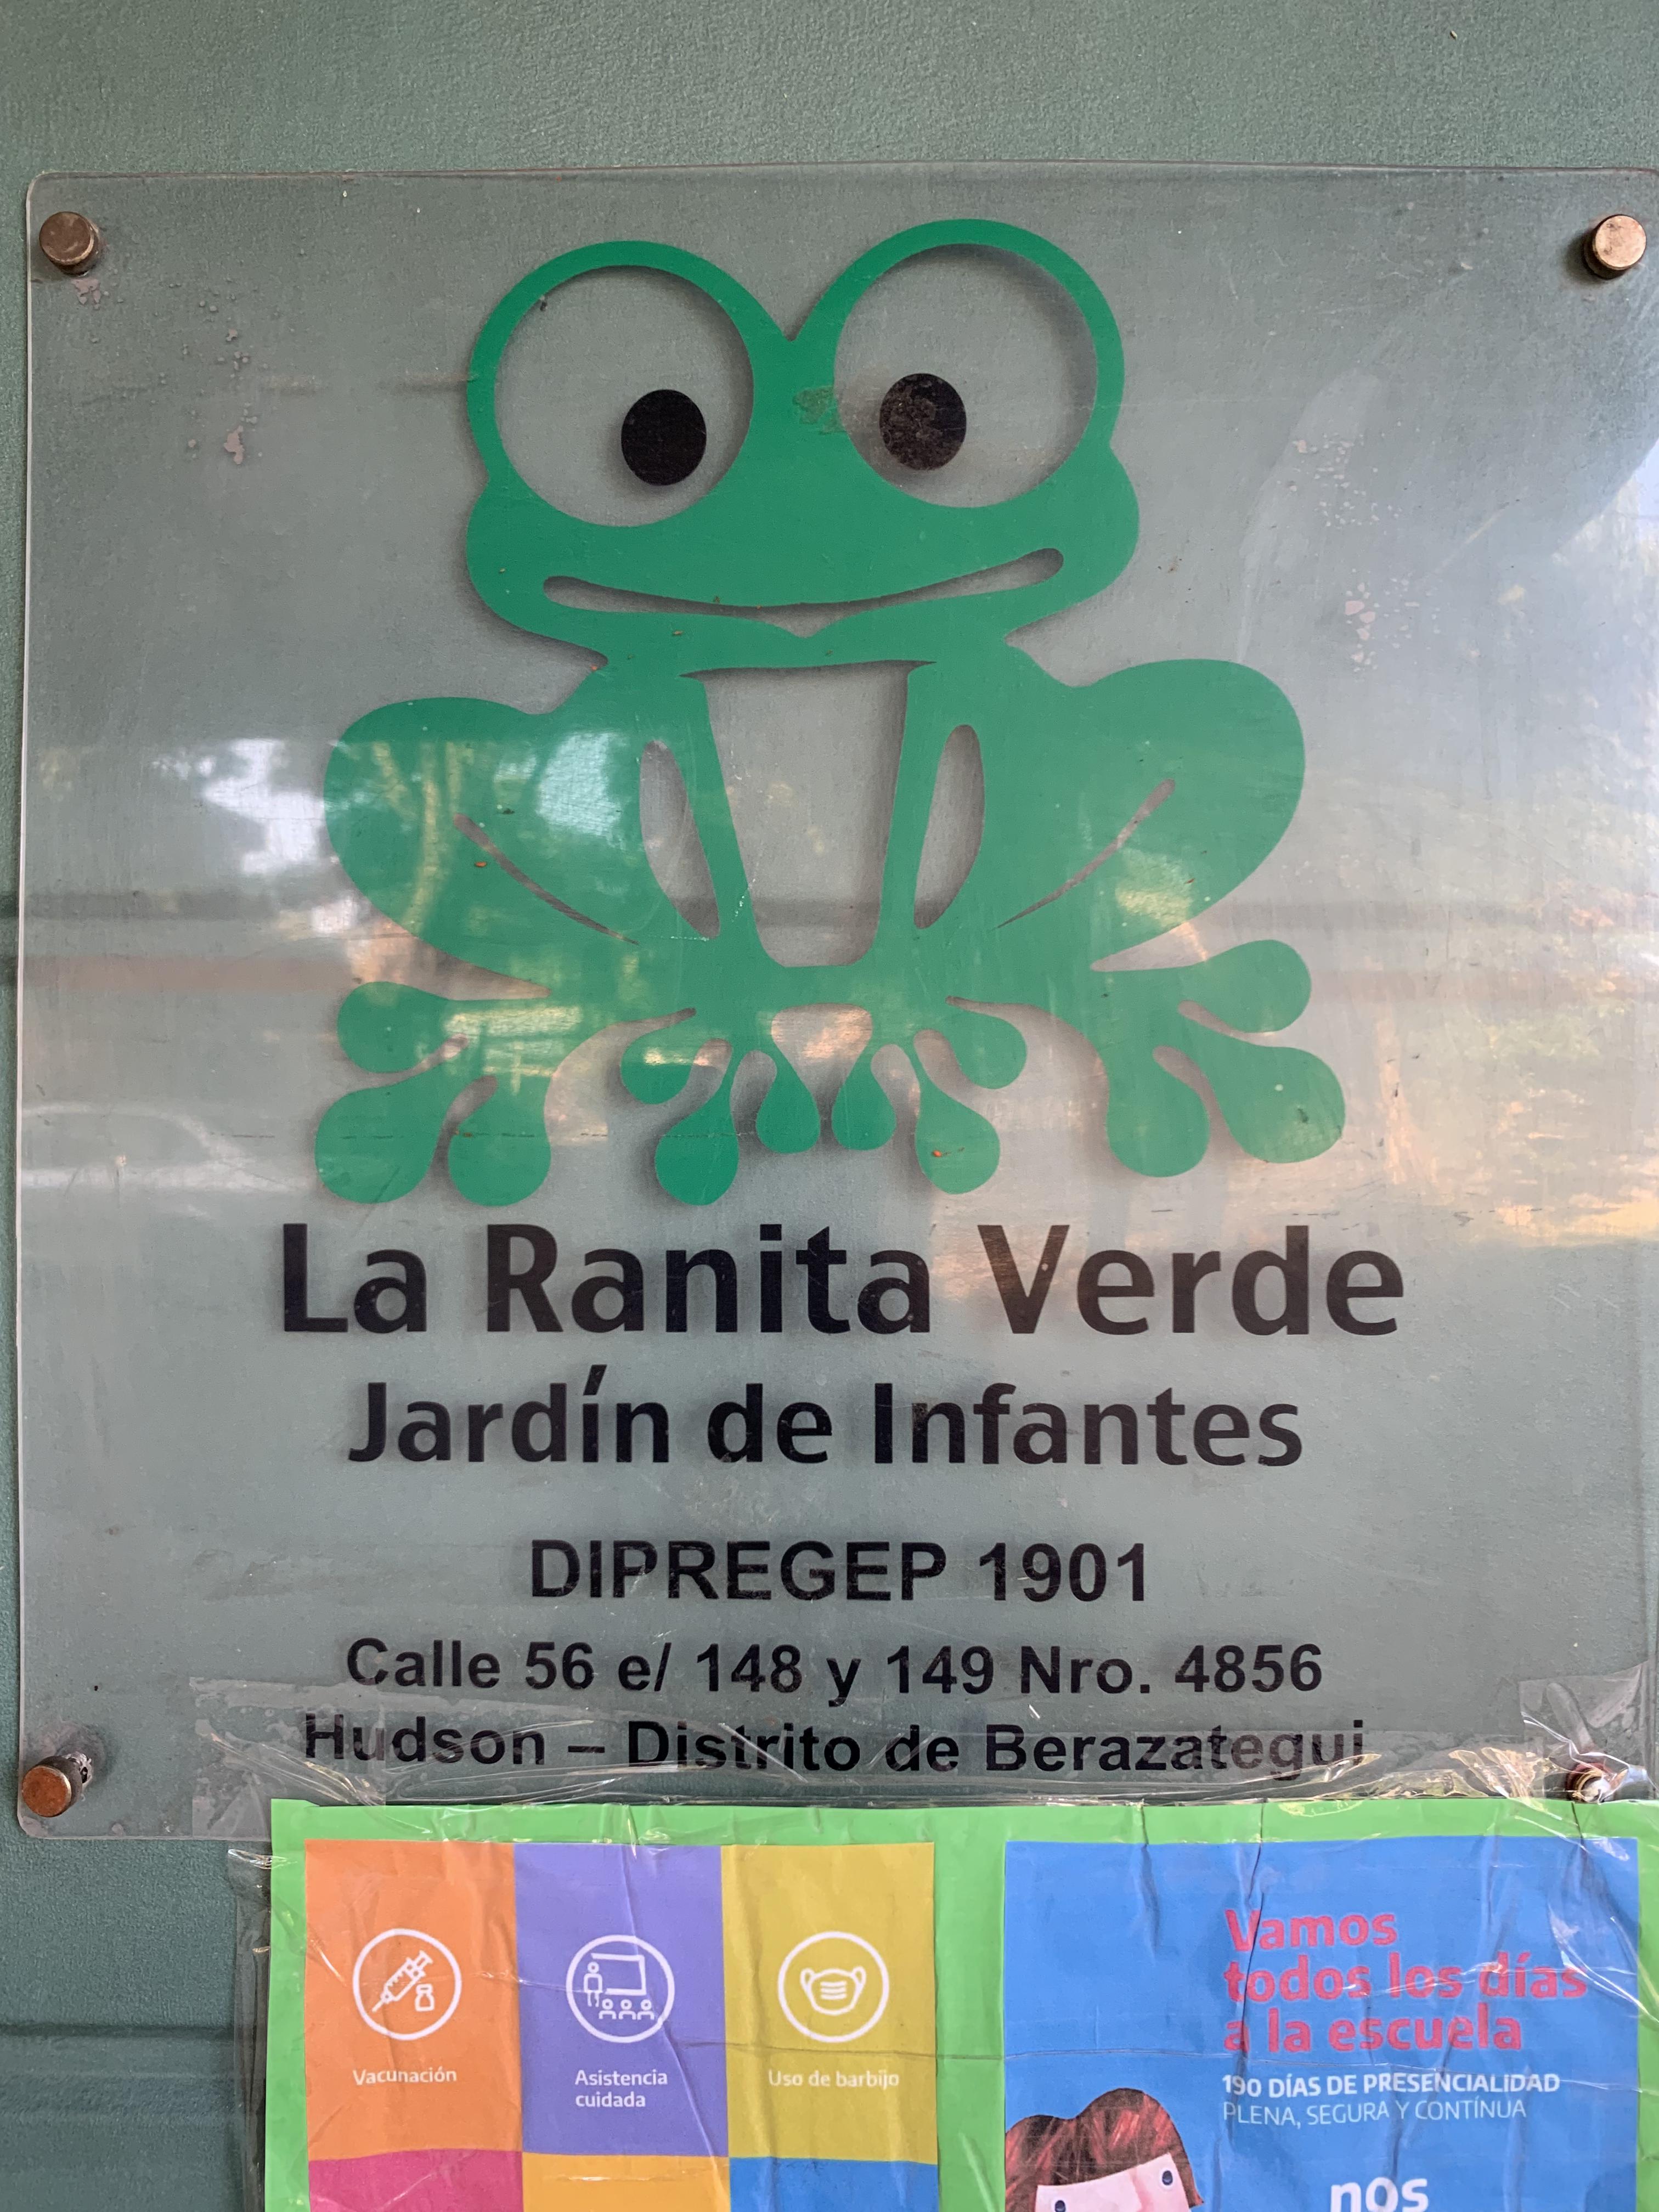 La Ranita Verde
Jardín de Infantes
DIPREGEP 1901
Calle 56 e/ 148 y 149 Nro. 4856
Hudson – Distrito de Berazategui
Vacunación
Asistencia
cuidada
Uso de barbijo
Vamos
todos los días
a la escuela
190 DÍAS DE PRESENCIALIDAD
PLENA, SEGURA Y CONTÍNUA
nos